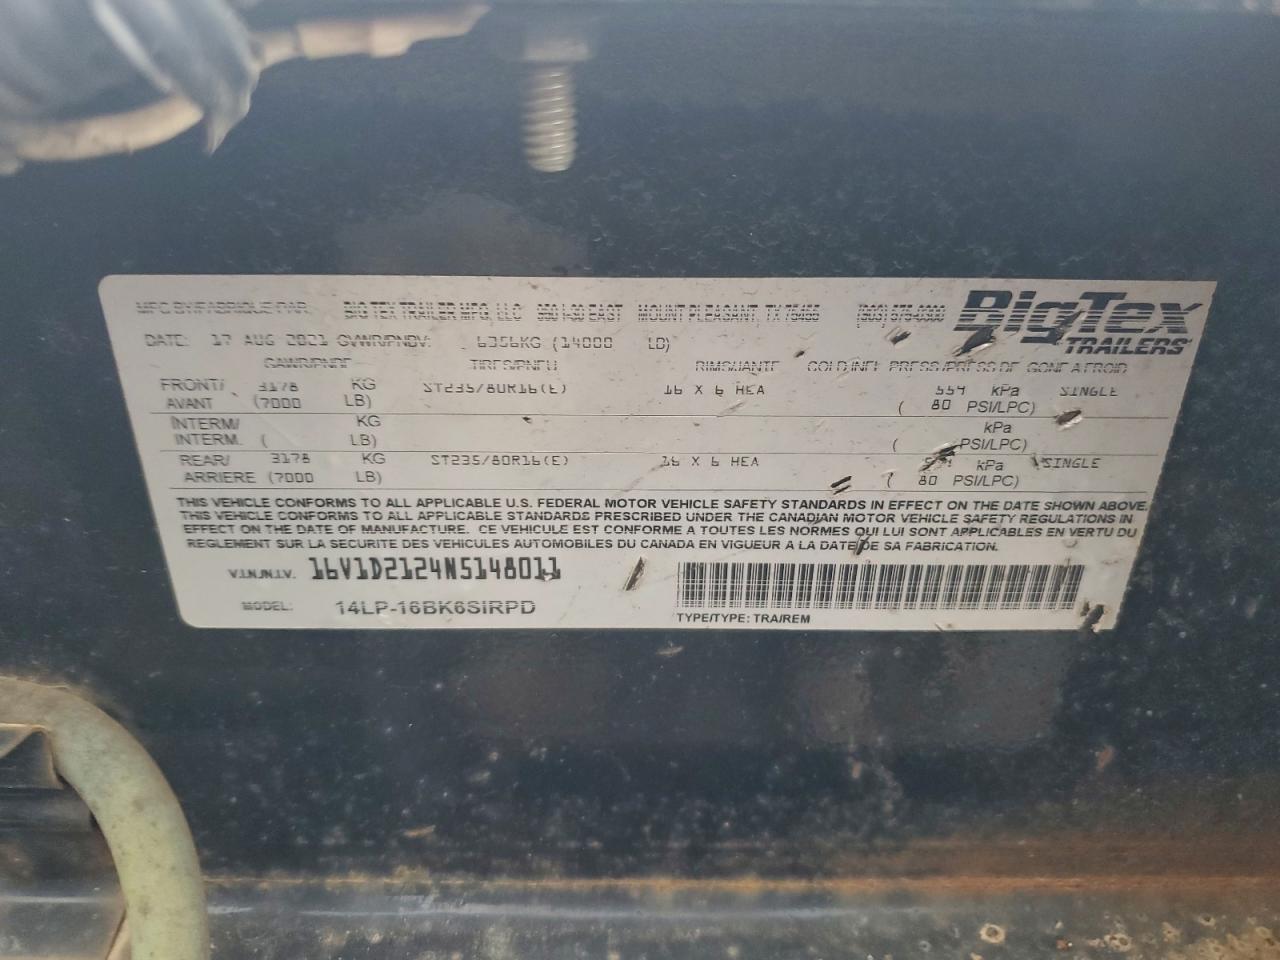 MFG BY/FABRIQUE PAR: BIG TEX TRAILER MFG, LLC 950 I-30 EAST MOUNT PLEASANT, TX 75455 (903) 575-0300
BigTex
TRAILERS
DATE: 17 AUG 2021 GVWR/PNBV: 6356KG (14000 LB)
GAWR/PNBE TIRES/PNEU RIMS/JANTE COLD INFL PRESS/PRESS DE GONF A FROID
FRONT/ 3178 KG ST235/80R16(E) 16 X 6 HEA 554 kPa SINGLE
AVANT (7000 LB) ( 80 PSI/LPC)
INTERM/ KG kPa
INTERM. ( LB) ( PSI/LPC)
REAR/ 3178 KG ST235/80R16(E) 16 X 6 HEA kPa SINGLE
ARRIERE (7000 LB) ( 80 PSI/LPC)
THIS VEHICLE CONFORMS TO ALL APPLICABLE U.S. FEDERAL MOTOR VEHICLE SAFETY STANDARDS IN EFFECT ON THE DATE SHOWN ABOVE.
THIS VEHICLE CONFORMS TO ALL APPLICABLE STANDARDS PRESCRIBED UNDER THE CANADIAN MOTOR VEHICLE SAFETY REGULATIONS IN
EFFECT ON THE DATE OF MANUFACTURE. CE VEHICULE EST CONFORME A TOUTES LES NORMES QUI LUI SONT APPLICABLES EN VERTU DU
REGLEMENT SUR LA SECURITE DES VEHICULES AUTOMOBILES DU CANADA EN VIGUEUR A LA DATE DE SA FABRICATION.
V.I.N./N.I.V. 16V1D2124N5148011
MODEL: 14LP-16BK6SIRPD
TYPE/TYPE: TRA/REM